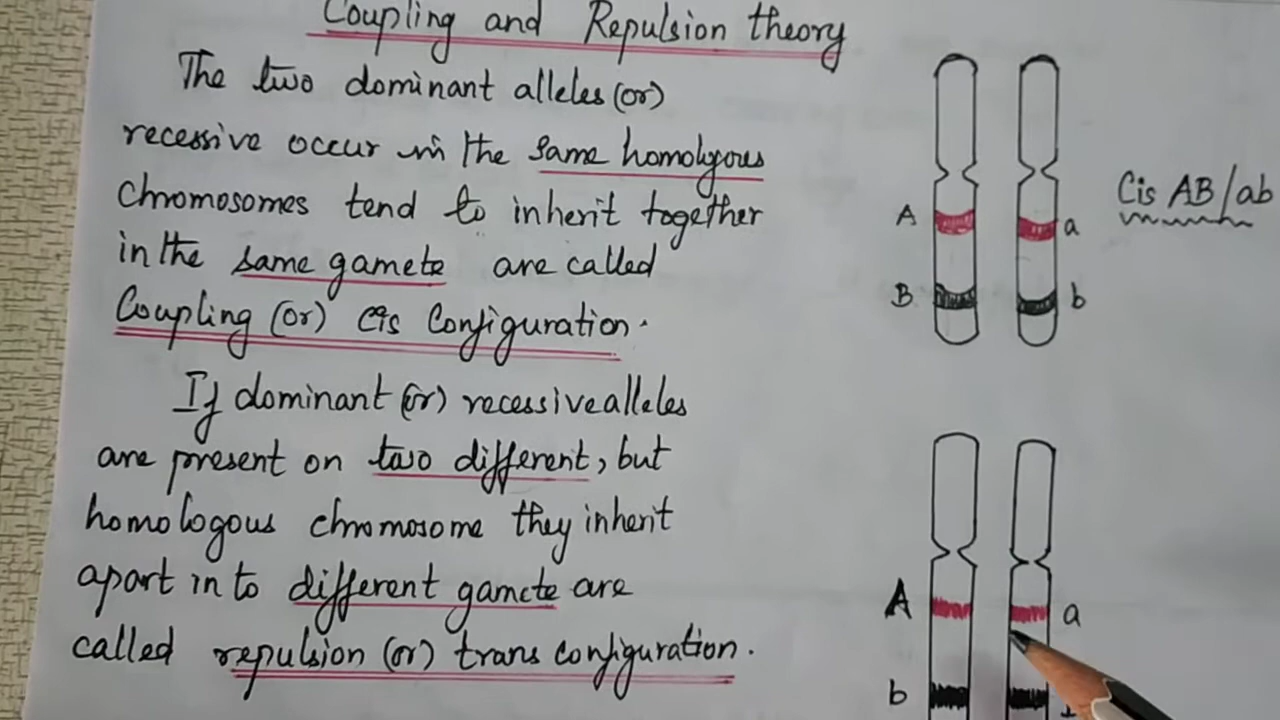 Coupling and Repulsion theory
The two dominant alleles (or)
recessive occur in the same homolgous
chromosomes tend to inherit together
in the same gamete are called
Coupling (or) Cis Configuration.
If dominant (or) recessive alleles
are present on two different, but
homologous chromosome they inherit
apart in to different gamete are
called repulsion (or) trans configuration.
A a
B b
Cis AB/ab
A a
b